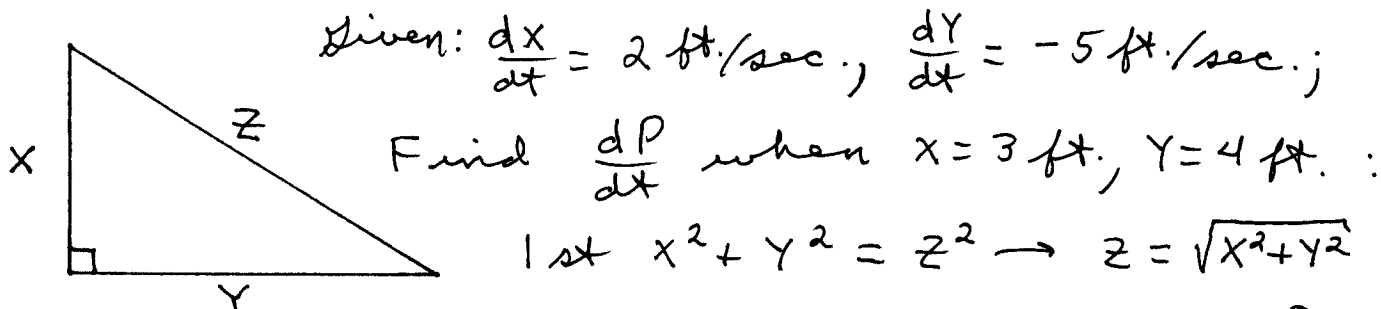 Given: dX/dt = 2 ft./sec., dY/dt = -5 ft./sec.;
X
Z
Find dP/dt when X = 3 ft., Y = 4 ft. :
1st X² + Y² = Z² → Z = √(X²+Y²)
Y